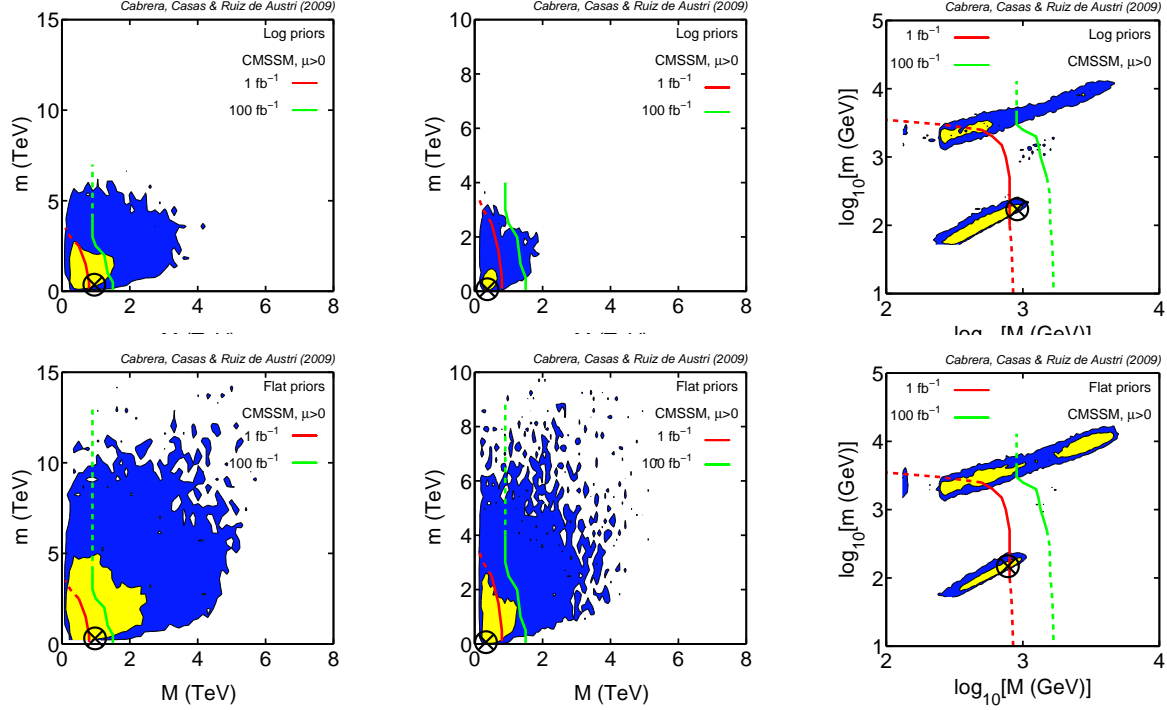 Cabrera, Casas & Ruiz de Austri (2009)
15
Log priors
CMSSM, μ>0
1 fb⁻¹
100 fb⁻¹
10
m (TeV)
5
0
0 2 4 6 8
Cabrera, Casas & Ruiz de Austri (2009)
10
Log priors
CMSSM, μ>0
1 fb⁻¹
100 fb⁻¹
8
6
m (TeV)
4
2
0
0 2 4 6 8
Cabrera, Casas & Ruiz de Austri (2009)
5
1 fb⁻¹ Log priors
100 fb⁻¹ CMSSM, μ>0
4
log₁₀[m (GeV)]
3
2
1
2 3 4
Cabrera, Casas & Ruiz de Austri (2009)
15
Flat priors
CMSSM, μ>0
1 fb⁻¹
100 fb⁻¹
10
m (TeV)
5
0
0 2 4 6 8
M (TeV)
Cabrera, Casas & Ruiz de Austri (2009)
10
Flat priors
CMSSM, μ>0
1 fb⁻¹
100 fb⁻¹
8
6
m (TeV)
4
2
0
0 2 4 6 8
M (TeV)
Cabrera, Casas & Ruiz de Austri (2009)
5
1 fb⁻¹ Flat priors
100 fb⁻¹ CMSSM, μ>0
4
log₁₀[m (GeV)]
3
2
1
2 3 4
log₁₀[M (GeV)]